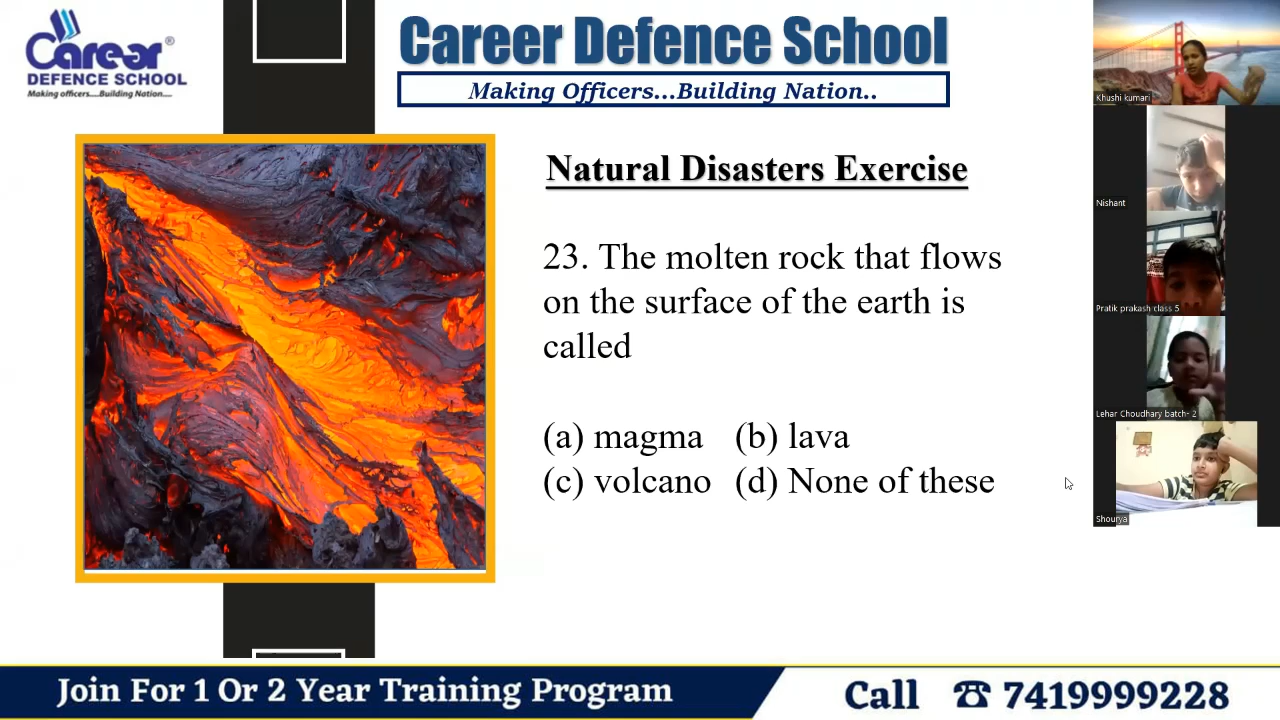 Career®
DEFENCE SCHOOL
Making officers....Building Nation....
Career Defence School
Making Officers...Building Nation..
Natural Disasters Exercise
23. The molten rock that flows
on the surface of the earth is
called
(a) magma (b) lava
(c) volcano (d) None of these
Khushi kumari
Nishant
Pratik prakash class 5
Lehar Choudhary batch- 2
Shourya
Join For 1 Or 2 Year Training Program
Call ☎ 7419999228